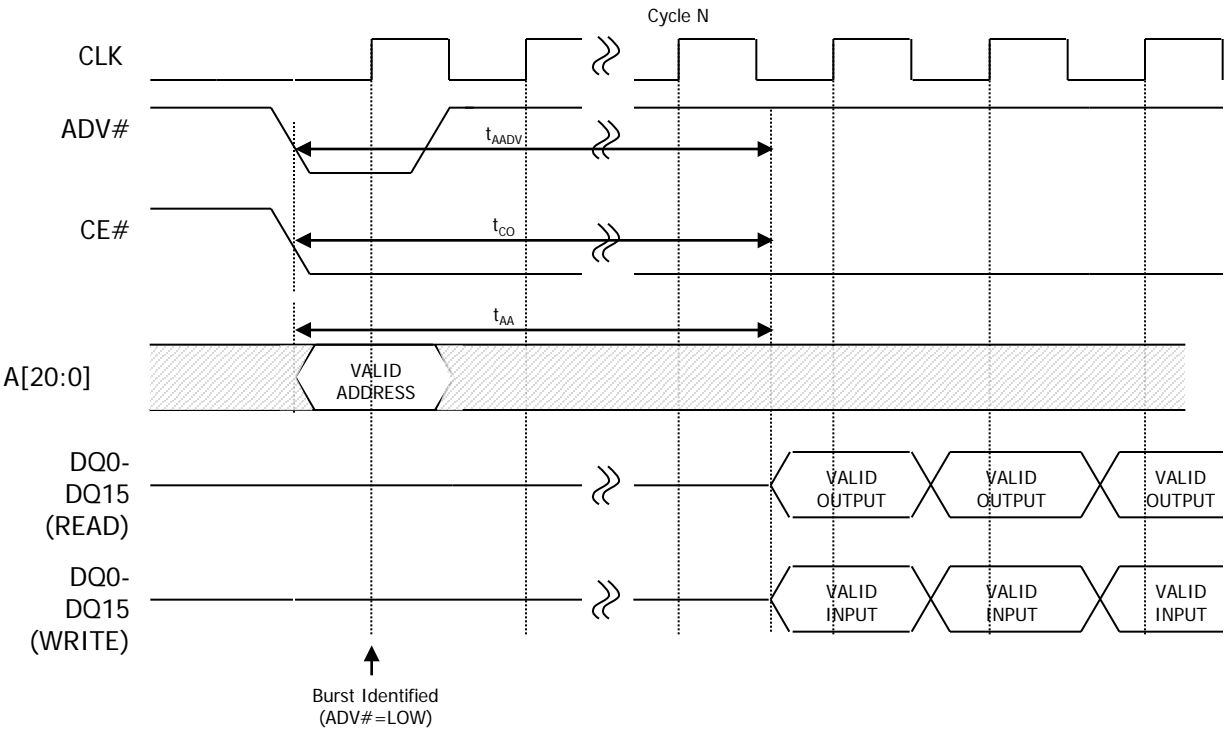 Cycle N
CLK
ADV#
tAADV
CE#
tCO
tAA
A[20:0]
VALID
ADDRESS
DQ0-
DQ15
(READ)
VALID
OUTPUT
VALID
OUTPUT
VALID
OUTPUT
DQ0-
DQ15
(WRITE)
VALID
INPUT
VALID
INPUT
VALID
INPUT
Burst Identified
(ADV#=LOW)